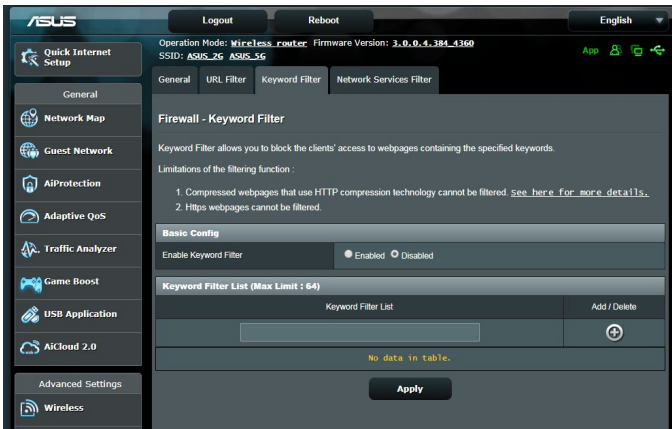 ASUS
Logout
Reboot
English
Quick Internet
Setup
Operation Mode: Wireless router Firmware Version: 3.0.0.4.384_4360
SSID: ASUS_2G ASUS_5G
App
General
URL Filter
Keyword Filter
Network Services Filter
General
Network Map
Guest Network
AiProtection
Adaptive QoS
Traffic Analyzer
Game Boost
USB Application
AiCloud 2.0
Advanced Settings
Wireless
Firewall - Keyword Filter
Keyword Filter allows you to block the clients' access to webpages containing the specified keywords.
Limitations of the filtering function :
1. Compressed webpages that use HTTP compression technology cannot be filtered. See here for more details.
2. Https webpages cannot be filtered.
Basic Config
Enable Keyword Filter
Enabled Disabled
Keyword Filter List (Max Limit : 64)
Keyword Filter List
Add / Delete
No data in table.
Apply